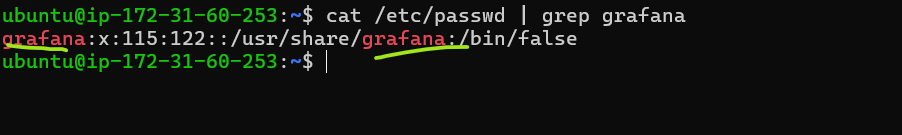 ubuntu@ip-172-31-60-253:~$ cat /etc/passwd | grep grafana
grafana:x:115:122::/usr/share/grafana:/bin/false
ubuntu@ip-172-31-60-253:~$